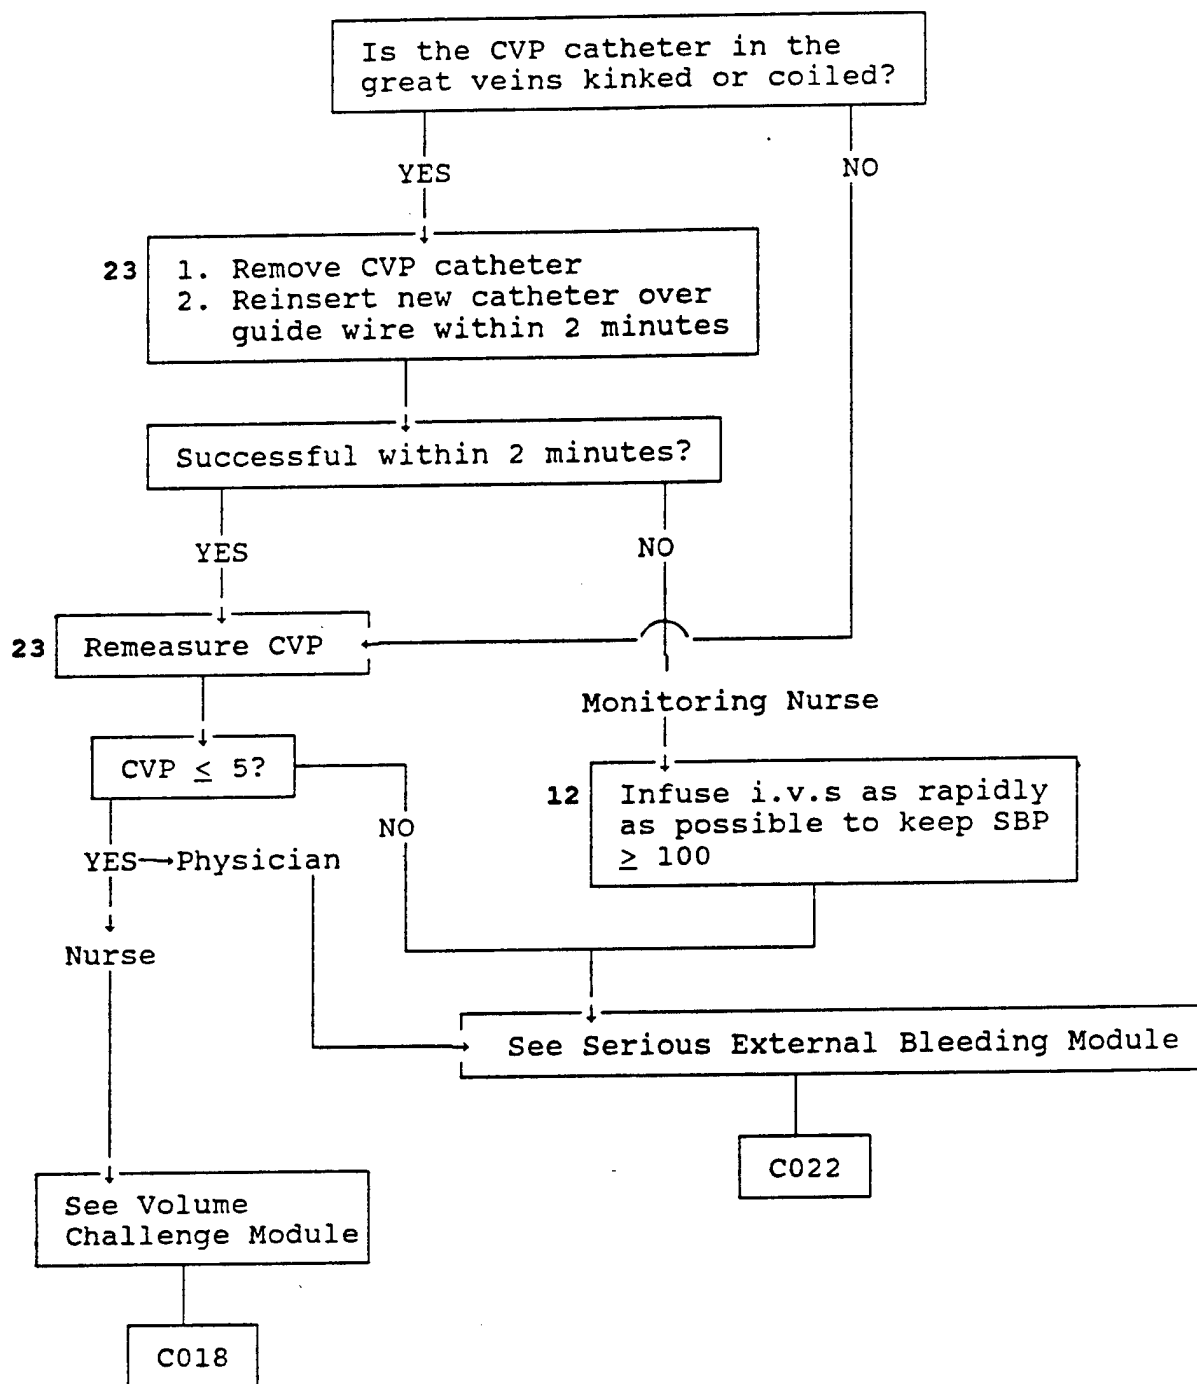 Is the CVP catheter in the
great veins kinked or coiled?
YES
NO
23
1. Remove CVP catheter
2. Reinsert new catheter over
guide wire within 2 minutes
Successful within 2 minutes?
YES
NO
23
Remeasure CVP
Monitoring Nurse
CVP ≤ 5?
12
Infuse i.v.s as rapidly
as possible to keep SBP
≥ 100
NO
YES
Physician
Nurse
See Serious External Bleeding Module
C022
See Volume
Challenge Module
C018